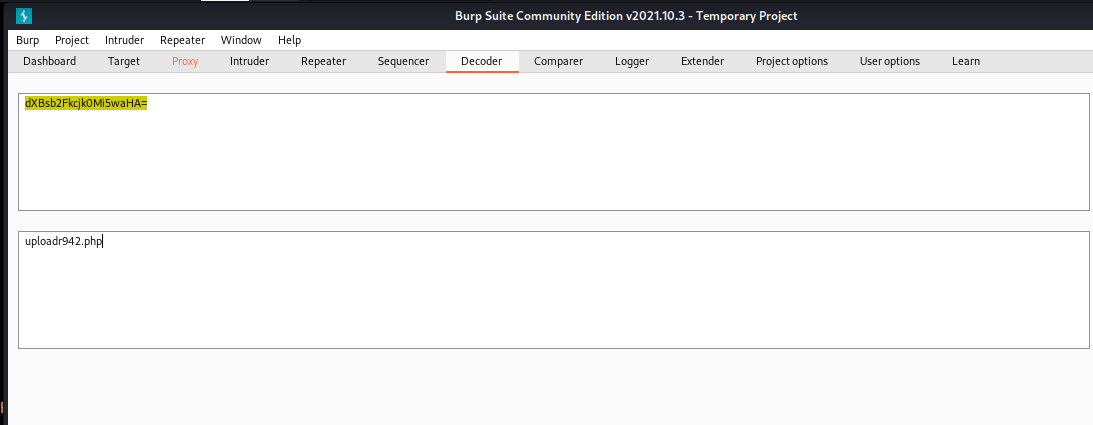 Burp Suite Community Edition v2021.10.3 - Temporary Project
Burp Project Intruder Repeater Window Help
Dashboard Target Proxy Intruder Repeater Sequencer Decoder Comparer Logger Extender Project options User options Learn
dXBsb2Fkcjk0Mi5waHA=
uploadr942.php